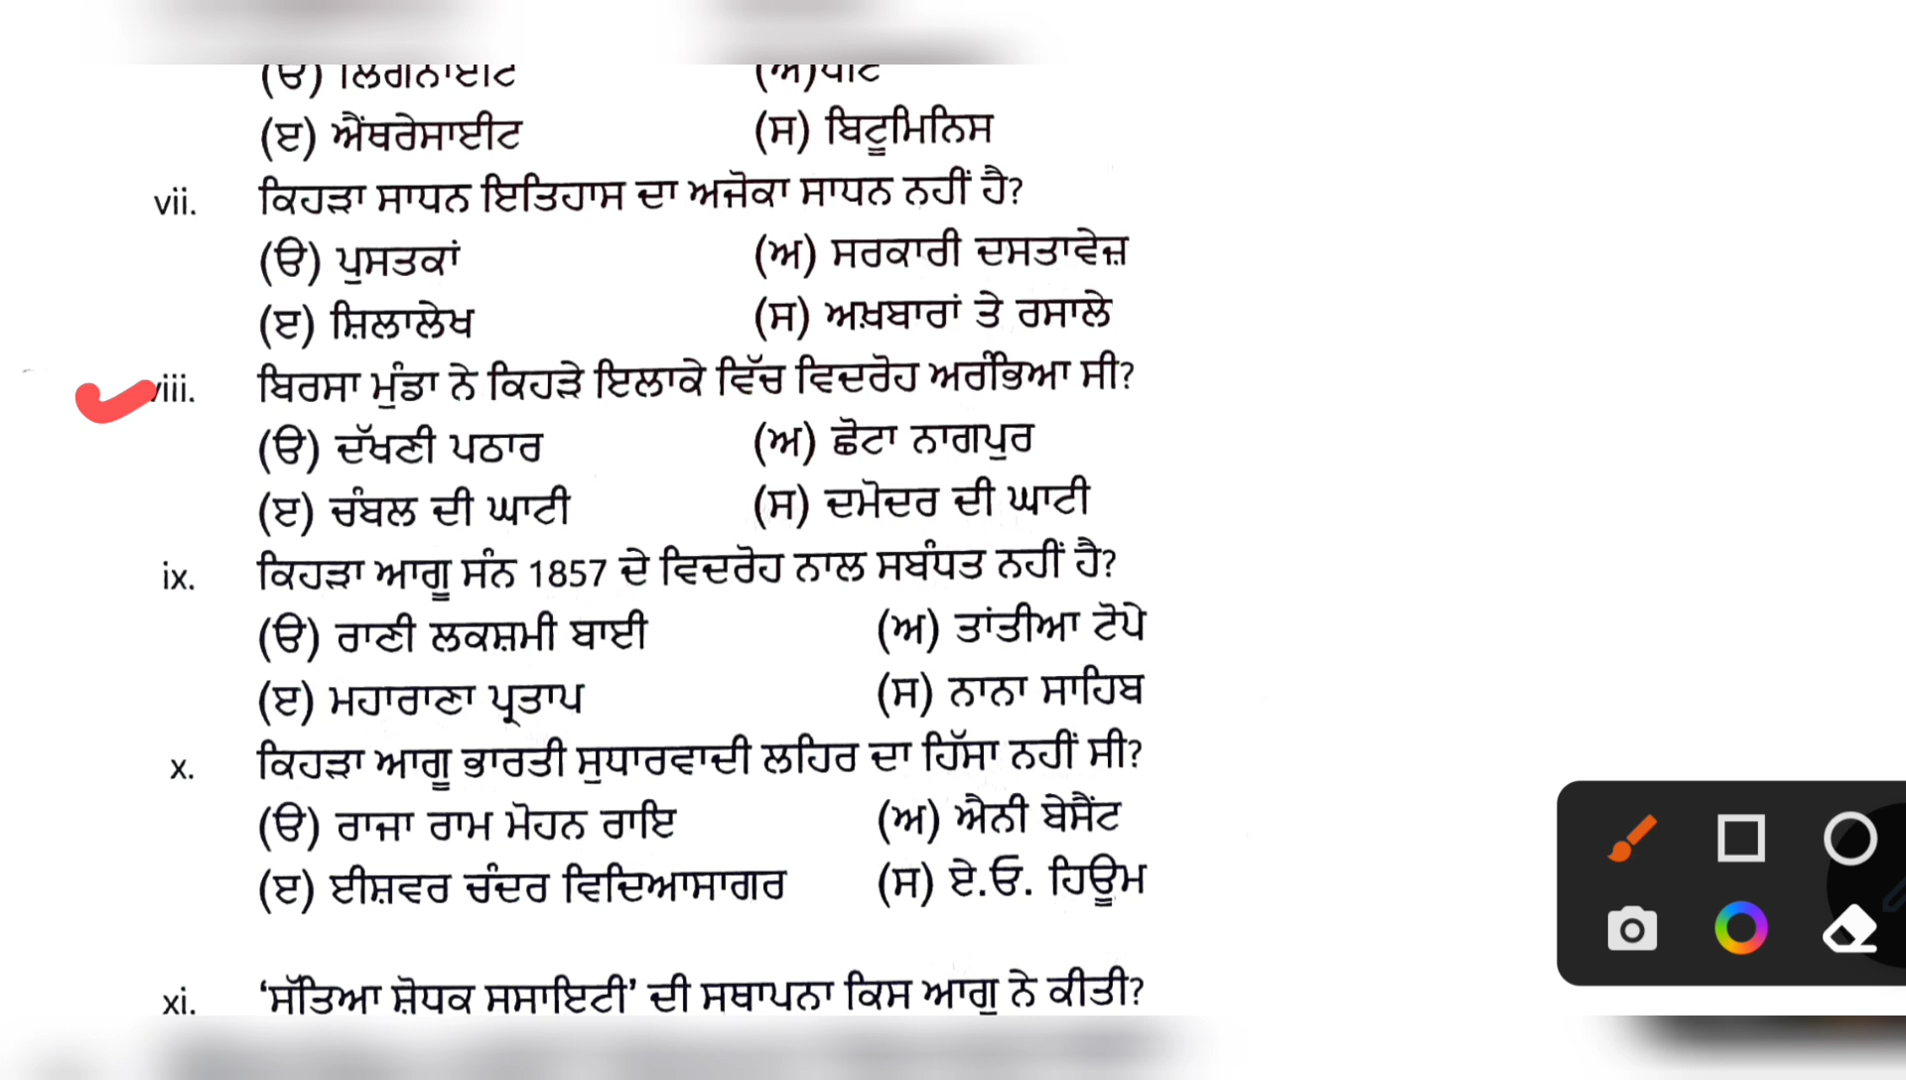 (ੳ) ਲਿਗਨਾਈਟ (ਅ)ਪੀਟ
(ੲ) ਐਂਥਰੇਸਾਈਟ (ਸ) ਬਿਟੂਮਿਨਿਸ
vii. ਕਿਹੜਾ ਸਾਧਨ ਇਤਿਹਾਸ ਦਾ ਅਜੋਕਾ ਸਾਧਨ ਨਹੀਂ ਹੈ?
(ੳ) ਪੁਸਤਕਾਂ (ਅ) ਸਰਕਾਰੀ ਦਸਤਾਵੇਜ਼
(ੲ) ਸ਼ਿਲਾਲੇਖ (ਸ) ਅਖ਼ਬਾਰਾਂ ਤੇ ਰਸਾਲੇ
viii. ਬਿਰਸਾ ਮੁੰਡਾ ਨੇ ਕਿਹੜੇ ਇਲਾਕੇ ਵਿੱਚ ਵਿਦਰੋਹ ਅਰੰਭਿਆ ਸੀ?
(ੳ) ਦੱਖਣੀ ਪਠਾਰ (ਅ) ਛੋਟਾ ਨਾਗਪੁਰ
(ੲ) ਚੰਬਲ ਦੀ ਘਾਟੀ (ਸ) ਦਮੋਦਰ ਦੀ ਘਾਟੀ
ix. ਕਿਹੜਾ ਆਗੂ ਸੰਨ 1857 ਦੇ ਵਿਦਰੋਹ ਨਾਲ ਸਬੰਧਤ ਨਹੀਂ ਹੈ?
(ੳ) ਰਾਣੀ ਲਕਸ਼ਮੀ ਬਾਈ (ਅ) ਤਾਂਤੀਆ ਟੋਪੇ
(ੲ) ਮਹਾਰਾਣਾ ਪ੍ਰਤਾਪ (ਸ) ਨਾਨਾ ਸਾਹਿਬ
x. ਕਿਹੜਾ ਆਗੂ ਭਾਰਤੀ ਸੁਧਾਰਵਾਦੀ ਲਹਿਰ ਦਾ ਹਿੱਸਾ ਨਹੀਂ ਸੀ?
(ੳ) ਰਾਜਾ ਰਾਮ ਮੋਹਨ ਰਾਇ (ਅ) ਐਨੀ ਬੇਸੈਂਟ
(ੲ) ਈਸ਼ਵਰ ਚੰਦਰ ਵਿਦਿਆਸਾਗਰ (ਸ) ਏ.ਓ. ਹਿਊਮ
xi. ‘ਸੱਤਿਆ ਸ਼ੋਧਕ ਸਸਾਇਟੀ’ ਦੀ ਸਥਾਪਨਾ ਕਿਸ ਆਗੂ ਨੇ ਕੀਤੀ?